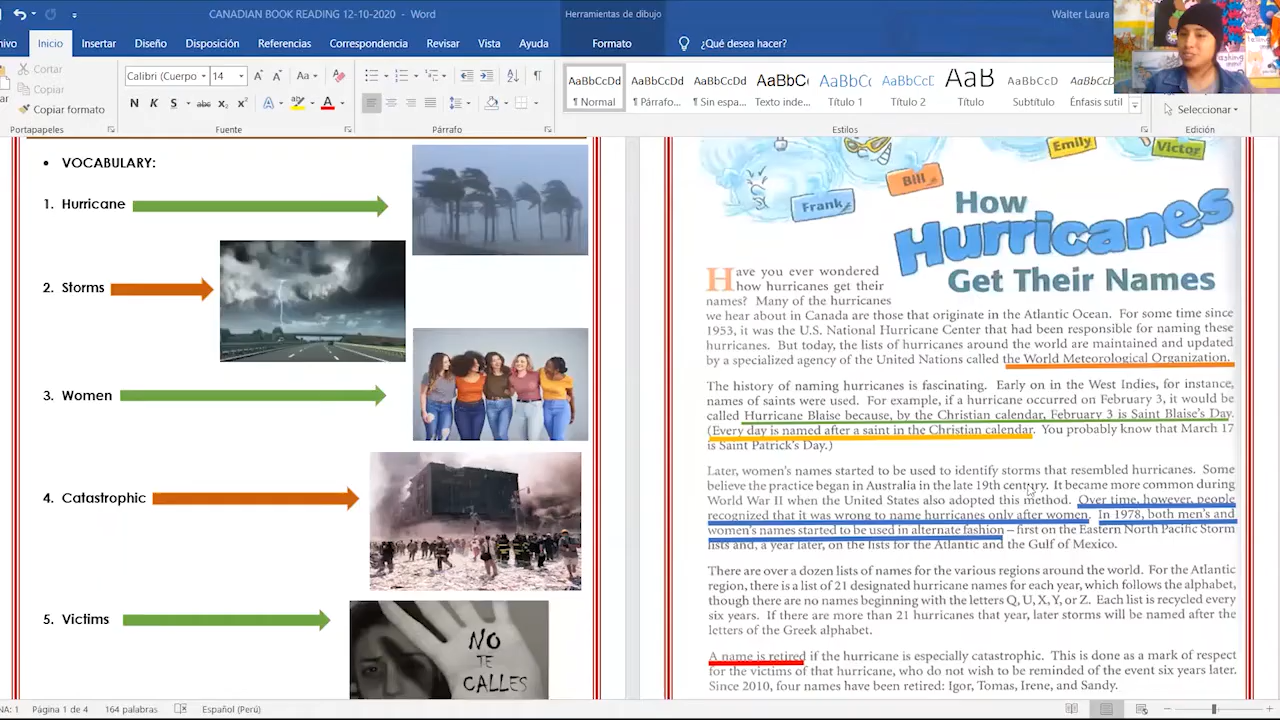 CANADIAN BOOK READING 12-10-2020 - Word
Herramientas de dibujo
Walter Laura
Inicio
Insertar
Diseño
Disposición
Referencias
Correspondencia
Revisar
Vista
Ayuda
Formato
¿Qué desea hacer?
Cortar
Copiar
Copiar formato
Portapapeles
Calibri (Cuerpo
14
Fuente
Párrafo
AaBbCcDd
¶ Normal
AaBbCcDd
¶ Párrafo...
AaBbCcDd
¶ Sin espa...
AaBbC
Texto inde...
AaBbC
Título 1
AaBbCcD
Título 2
AaB
Título
AaBbCcD
Subtítulo
AaBbCcDd
Énfasis sutil
Estilos
Seleccionar
Edición
VOCABULARY:
1. Hurricane
2. Storms
3. Women
4. Catastrophic
5. Victims
NO
TE
CALLES
Emily
Victor
Bill
Frank
How
Hurricanes
Get Their Names
Have you ever wondered
how hurricanes get their
names? Many of the hurricanes
we hear about in Canada are those that originate in the Atlantic Ocean. For some time since
1953, it was the U.S. National Hurricane Center that had been responsible for naming these
hurricanes. But today, the lists of hurricanes around the world are maintained and updated
by a specialized agency of the United Nations called the World Meteorological Organization.
The history of naming hurricanes is fascinating. Early on in the West Indies, for instance,
names of saints were used. For example, if a hurricane occurred on February 3, it would be
called Hurricane Blaise because, by the Christian calendar, February 3 is Saint Blaise's Day.
(Every day is named after a saint in the Christian calendar. You probably know that March 17
is Saint Patrick's Day.)
Later, women's names started to be used to identify storms that resembled hurricanes. Some
believe the practice began in Australia in the late 19th century. It became more common during
World War II when the United States also adopted this method. Over time, however, people
recognized that it was wrong to name hurricanes only after women. In 1978, both men's and
women's names started to be used in alternate fashion – first on the Eastern North Pacific Storm
lists and, a year later, on the lists for the Atlantic and the Gulf of Mexico.
There are over a dozen lists of names for the various regions around the world. For the Atlantic
region, there is a list of 21 designated hurricane names for each year, which follows the alphabet,
though there are no names beginning with the letters Q, U, X, Y, or Z. Each list is recycled every
six years. If there are more than 21 hurricanes that year, later storms will be named after the
letters of the Greek alphabet.
A name is retired if the hurricane is especially catastrophic. This is done as a mark of respect
for the victims of that hurricane, who do not wish to be reminded of the event six years later.
Since 2010, four names have been retired: Igor, Tomas, Irene, and Sandy.
Página 1 de 4
164 palabras
Español (Perú)